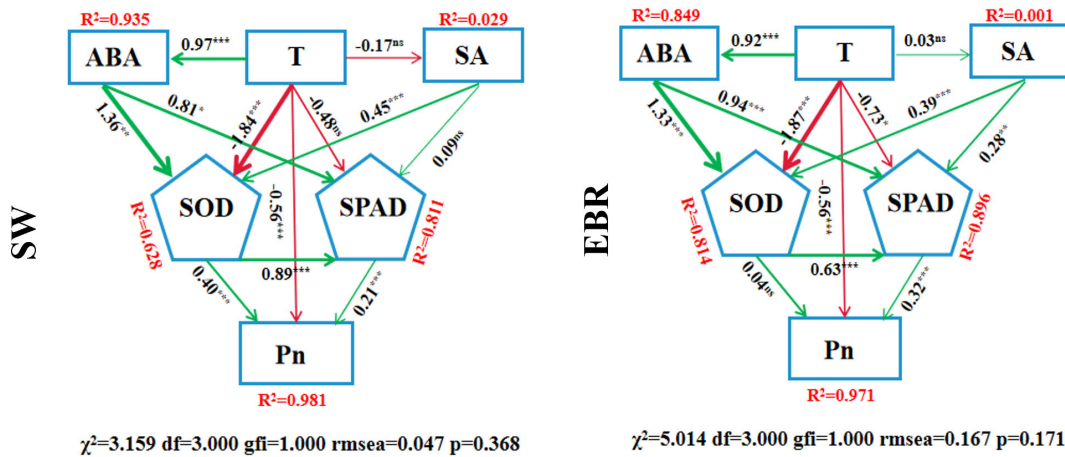 SW
R²=0.935
R²=0.029
ABA
0.97***
T
-0.17ns
SA
1.36**
0.81*
-1.84***
-0.48ns
0.45***
0.09ns
SOD
SPAD
R²=0.628
-0.56***
R²=0.811
0.89***
0.40***
0.21***
Pn
R²=0.981
χ²=3.159 df=3.000 gfi=1.000 rmsea=0.047 p=0.368
EBR
R²=0.849
R²=0.001
ABA
0.92***
T
0.03ns
SA
1.33***
0.94***
-1.87***
-0.73*
0.39***
0.28**
SOD
SPAD
R²=0.814
-0.56***
R²=0.896
0.63***
0.04ns
0.32***
Pn
R²=0.971
χ²=5.014 df=3.000 gfi=1.000 rmsea=0.167 p=0.171